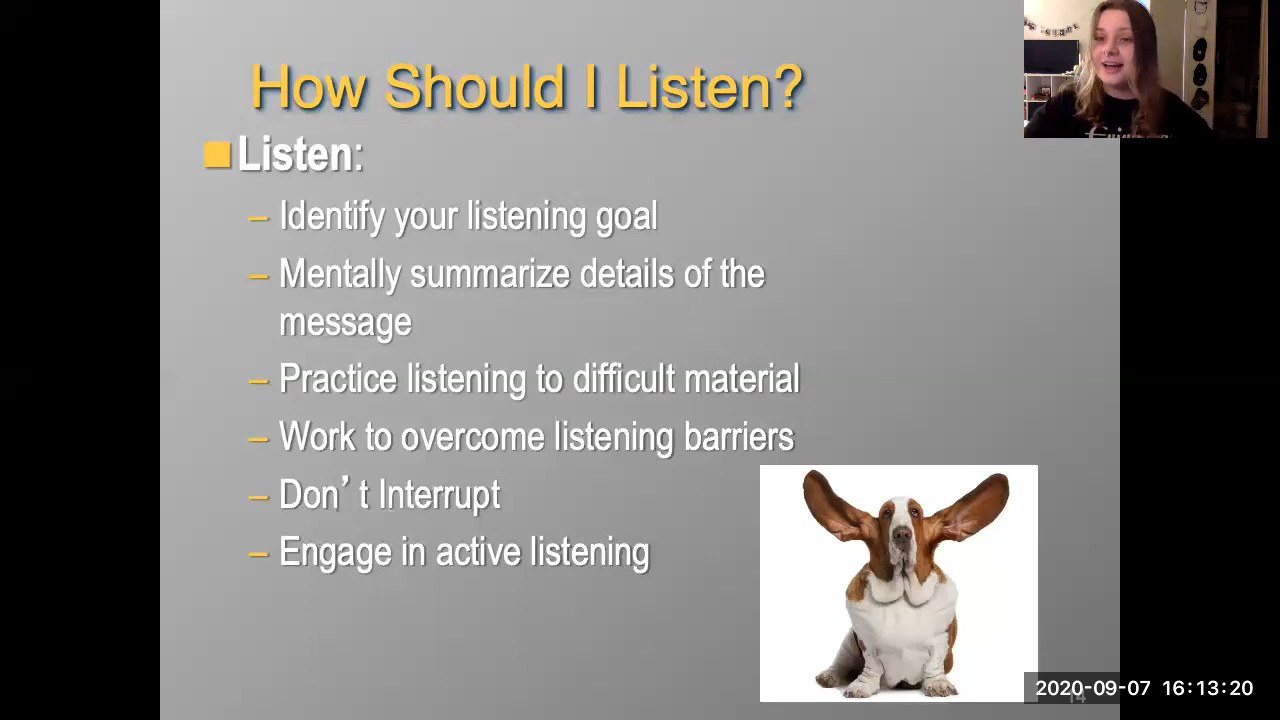 How Should I Listen?
Listen:
– Identify your listening goal
– Mentally summarize details of the
message
– Practice listening to difficult material
– Work to overcome listening barriers
– Don’ t Interrupt
– Engage in active listening
2020-09-07 16:13:20
14